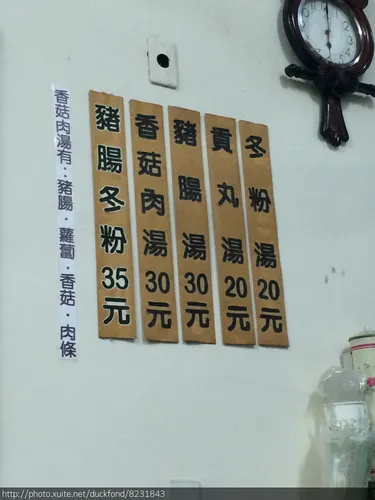 冬粉湯20元
貢丸湯20元
豬腸湯30元
香菇肉湯30元
豬腸冬粉35元
香菇肉湯有:豬腸.蘿蔔.香菇.肉條
http://photo.xuite.net/duckfond/8231843